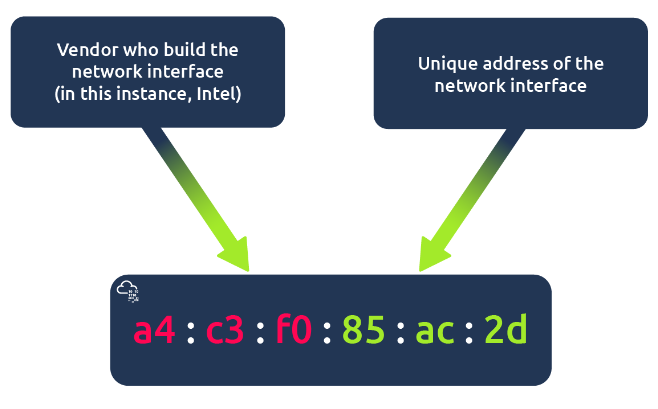 Vendor who build the
network interface
(in this instance, Intel)
Unique address of the
network interface
a4 : c3 : f0 : 85 : ac : 2d